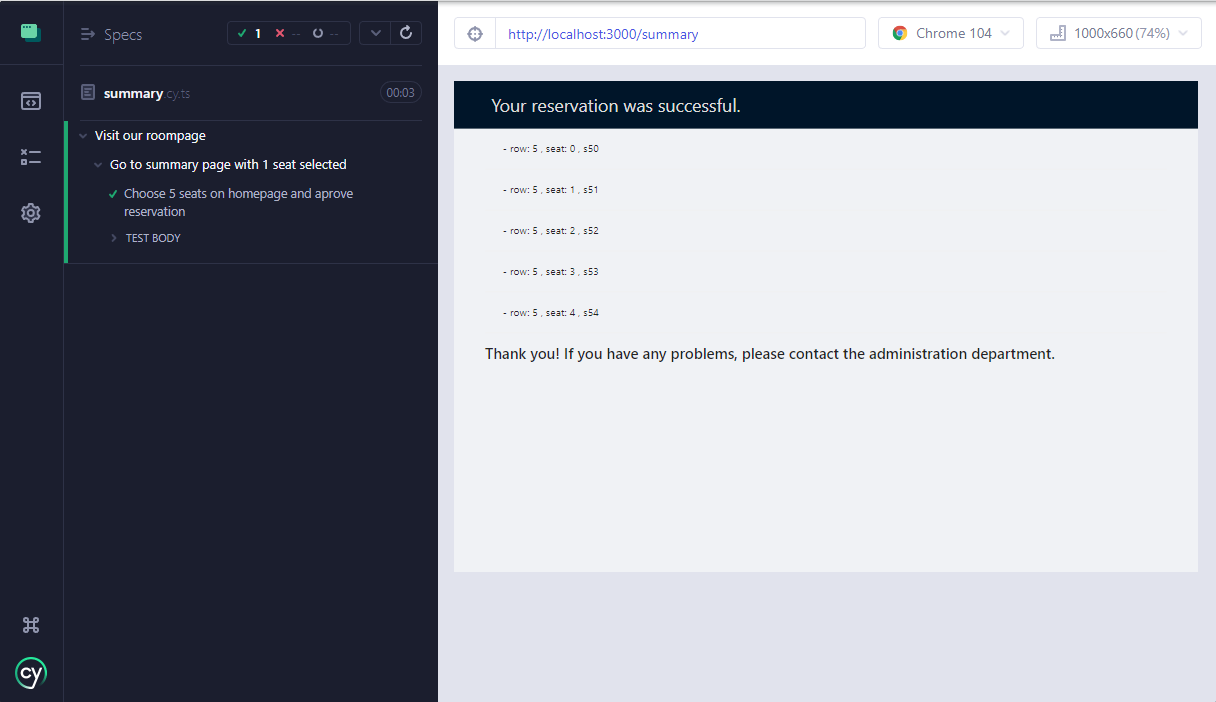 Specs
1
--
--
http://localhost:3000/summary
Chrome 104
1000x660 (74%)
summary cy.ts
00:03
Visit our roompage
Go to summary page with 1 seat selected
Choose 5 seats on homepage and aprove
reservation
TEST BODY
Your reservation was successful.
- row: 5 , seat: 0 , s50
- row: 5 , seat: 1 , s51
- row: 5 , seat: 2 , s52
- row: 5 , seat: 3 , s53
- row: 5 , seat: 4 , s54
Thank you! If you have any problems, please contact the administration department.
cy